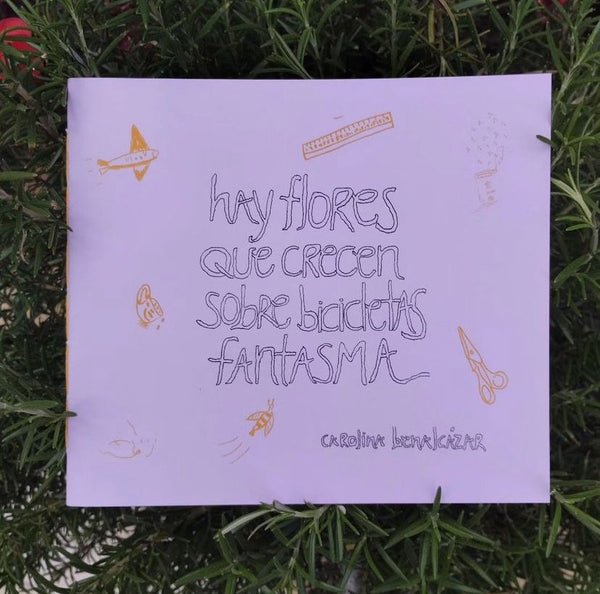 hay flores
que crecen
sobre bicicletas
fantasma
carolina benalcázar